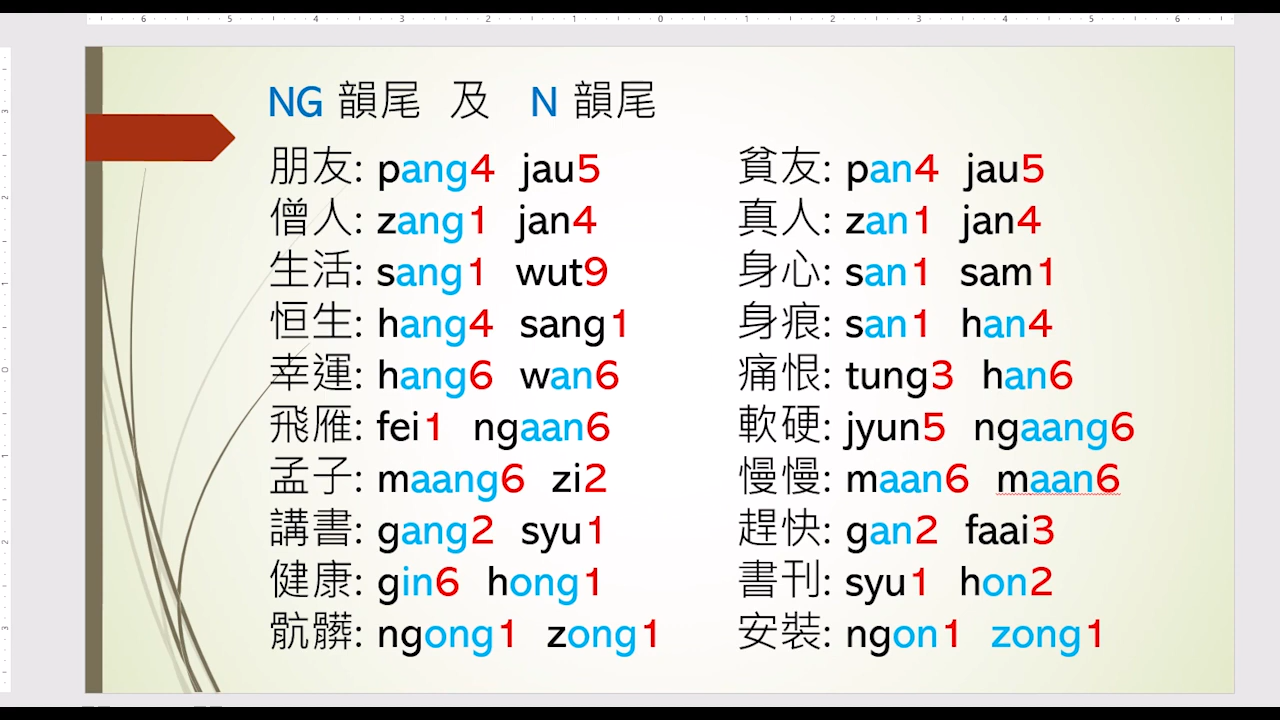 NG 韻尾 及 N 韻尾
朋友: pang4 jau5
僧人: zang1 jan4
生活: sang1 wut9
恒生: hang4 sang1
幸運: hang6 wan6
飛雁: fei1 ngaan6
孟子: maang6 zi2
講書: gang2 syu1
健康: gin6 hong1
骯髒: ngong1 zong1
貧友: pan4 jau5
真人: zan1 jan4
身心: san1 sam1
身痕: san1 han4
痛恨: tung3 han6
軟硬: jyun5 ngaang6
慢慢: maan6 maan6
趕快: gan2 faai3
書刊: syu1 hon2
安裝: ngon1 zong1